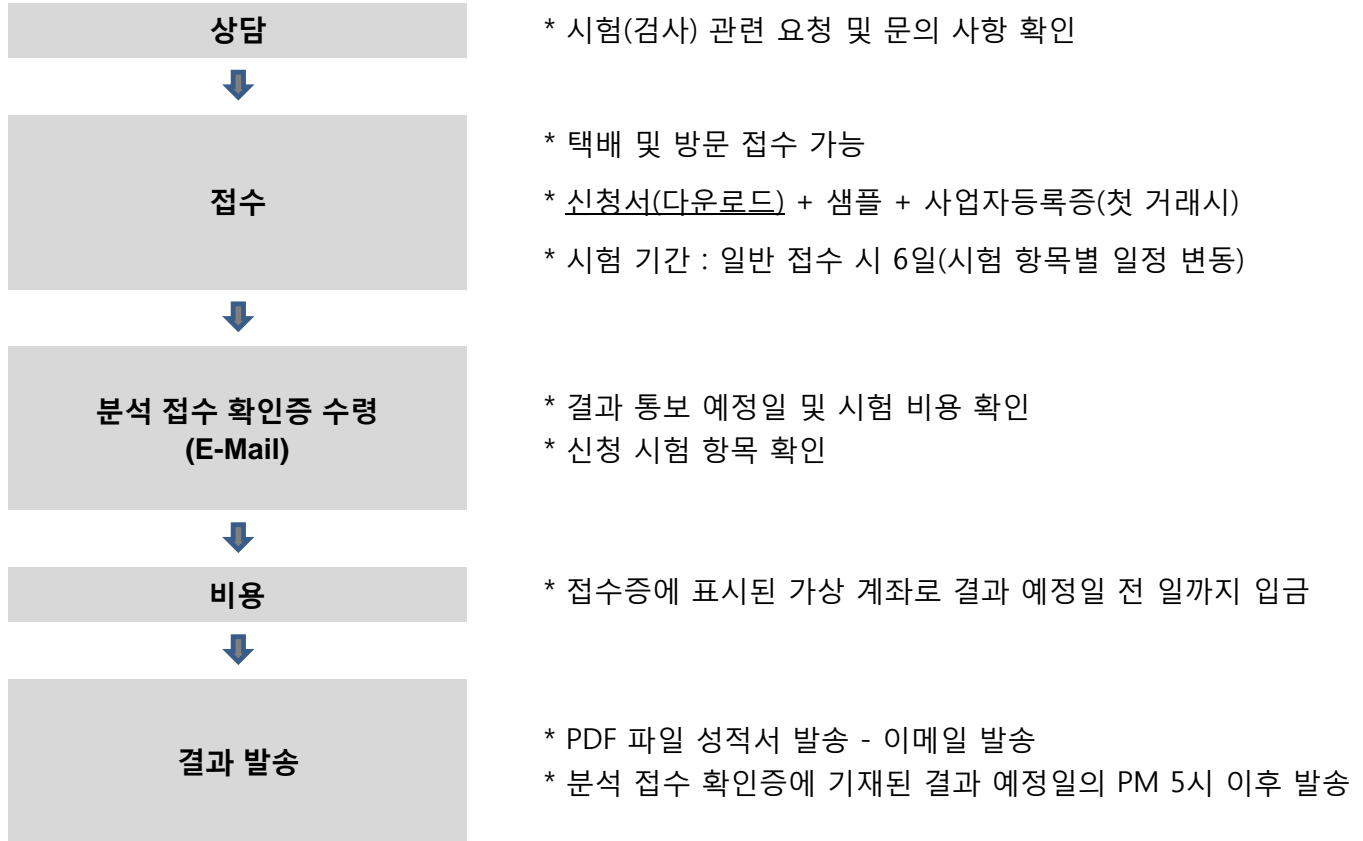 상담
* 시험(검사) 관련 요청 및 문의 사항 확인
접수
* 택배 및 방문 접수 가능
* 신청서(다운로드) + 샘플 + 사업자등록증(첫 거래시)
* 시험 기간 : 일반 접수 시 6일(시험 항목별 일정 변동)
분석 접수 확인증 수령
(E-Mail)
* 결과 통보 예정일 및 시험 비용 확인
* 신청 시험 항목 확인
비용
* 접수증에 표시된 가상 계좌로 결과 예정일 전 일까지 입금
결과 발송
* PDF 파일 성적서 발송 - 이메일 발송
* 분석 접수 확인증에 기재된 결과 예정일의 PM 5시 이후 발송